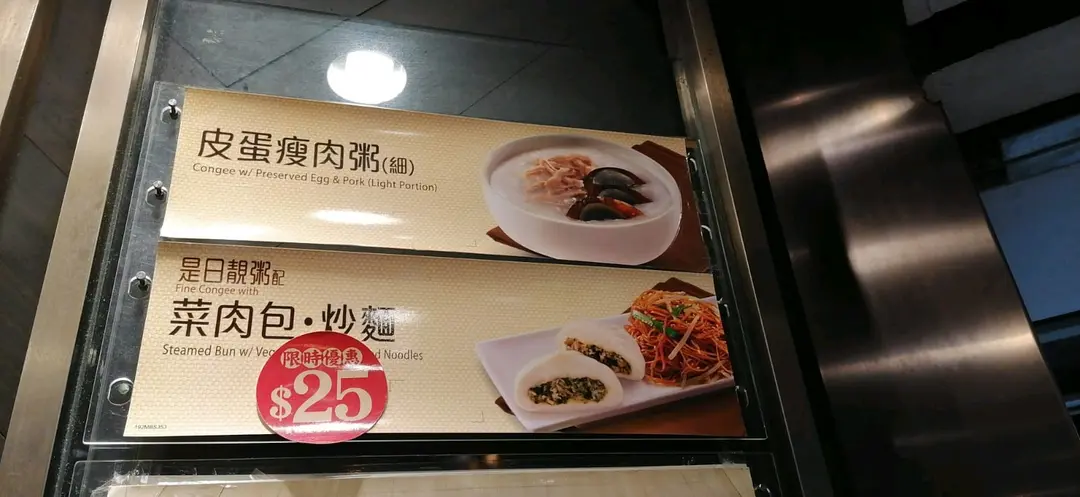 皮蛋瘦肉粥(細)
Congee w/ Preserved Egg & Pork (Light Portion)
是日靚粥配
Fine Congee with
菜肉包·炒麵
Steamed Bun w/ Noodles
限時優惠
$25